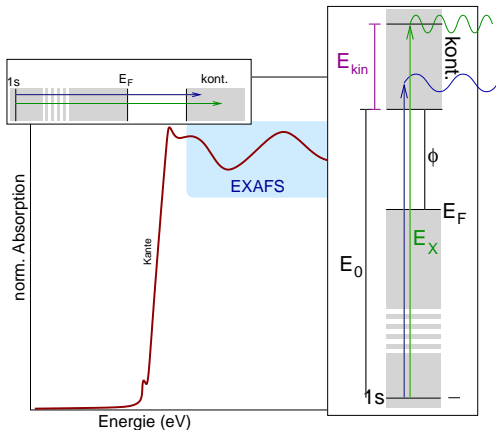 1s
E_F
kont.
norm. Absorption
Kante
EXAFS
Energie (eV)
E_kin
kont.
ϕ
E_F
E_X
E_0
1s